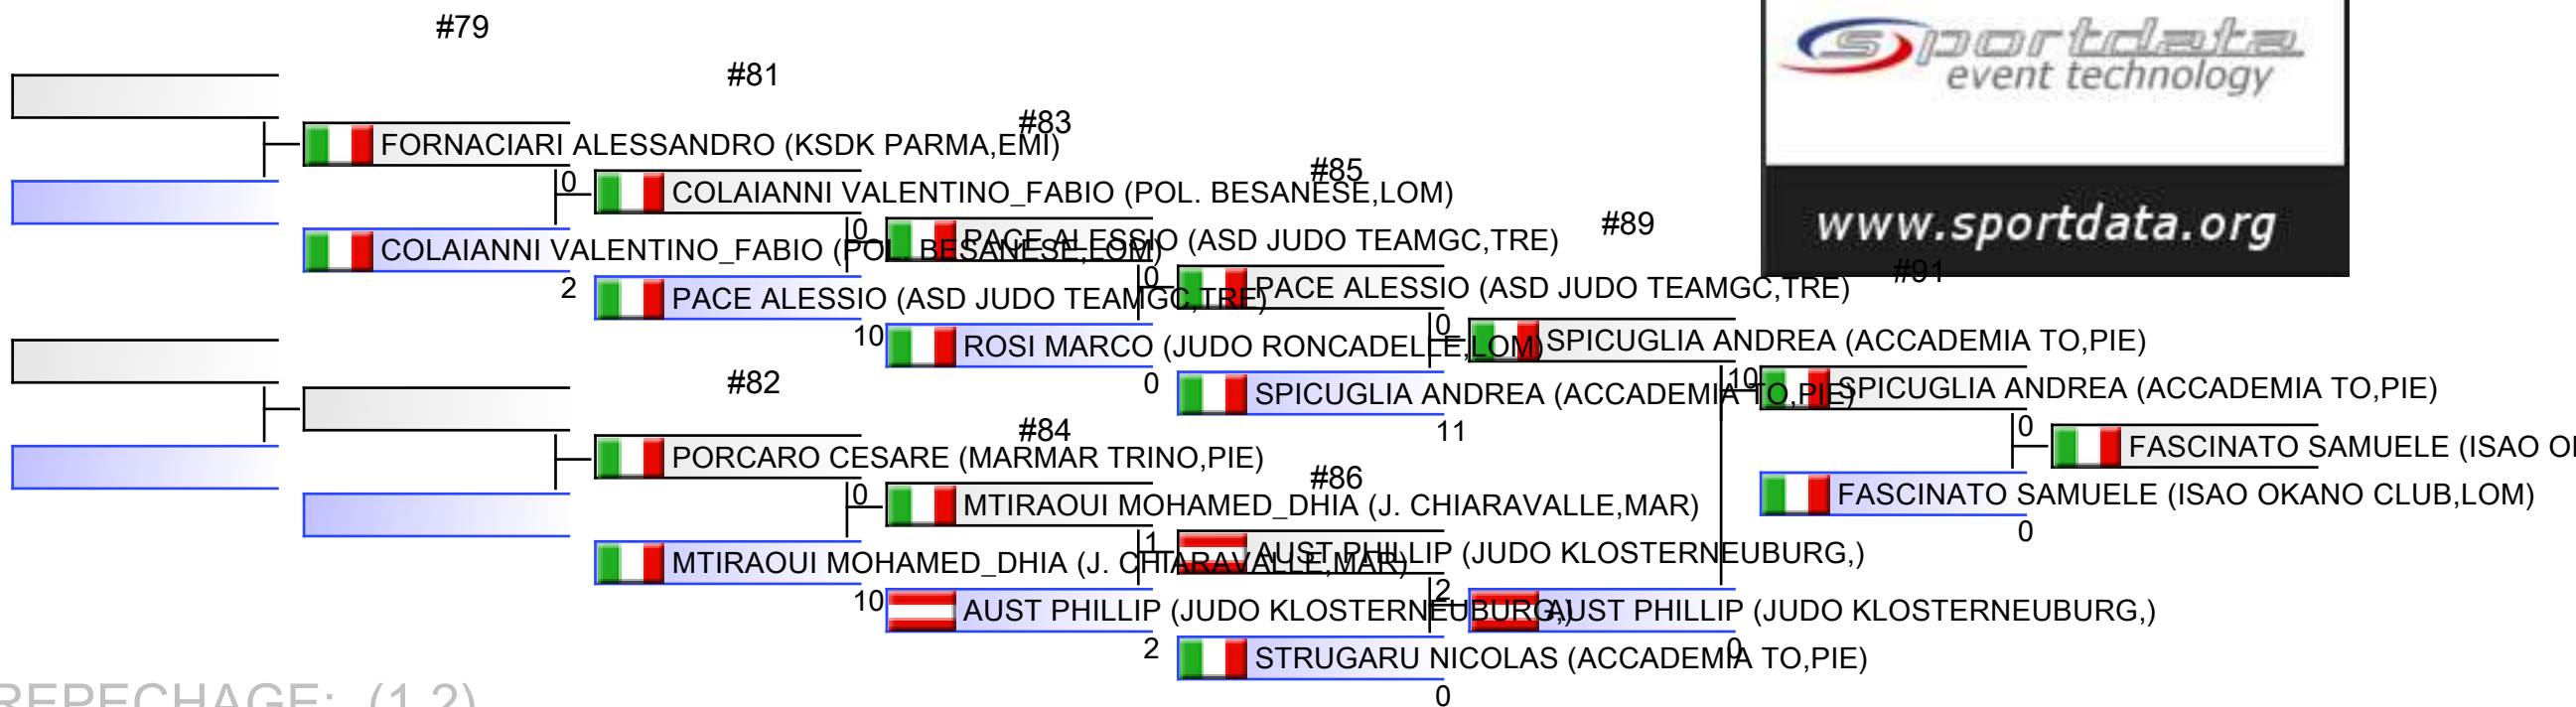 #79
sportdata
event technology
#81
#83
FORNACIARI ALESSANDRO (KSDK PARMA,EMI)
#85
0
COLAIANNI VALENTINO_FABIO (POL. BESANESE,LOM)
#89
www.sportdata.org
0
PACE ALESSIO (ASD JUDO TEAMGC,TRE)
COLAIANNI VALENTINO_FABIO (POL. BESANESE,LOM)
2
#91
0
PACE ALESSIO (ASD JUDO TEAMGC,TRE)
PACE ALESSIO (ASD JUDO TEAMGC,TRE)
10
0
SPICUGLIA ANDREA (ACCADEMIA TO,PIE)
ROSI MARCO (JUDO RONCADELLE,LOM)
0
#82
10
SPICUGLIA ANDREA (ACCADEMIA TO,PIE)
SPICUGLIA ANDREA (ACCADEMIA TO,PIE)
11
#84
0
FASCINATO SAMUELE (ISAO O
PORCARO CESARE (MARMAR TRINO,PIE)
#86
0
MTIRAOUI MOHAMED_DHIA (J. CHIARAVALLE,MAR)
FASCINATO SAMUELE (ISAO OKANO CLUB,LOM)
0
1
AUST PHILLIP (JUDO KLOSTERNEUBURG,)
MTIRAOUI MOHAMED_DHIA (J. CHIARAVALLE,MAR)
10
2
AUST PHILLIP (JUDO KLOSTERNEUBURG,)
AUST PHILLIP (JUDO KLOSTERNEUBURG,)
2
0
STRUGARU NICOLAS (ACCADEMIA TO,PIE)
0
REPECHAGE: (1,2)